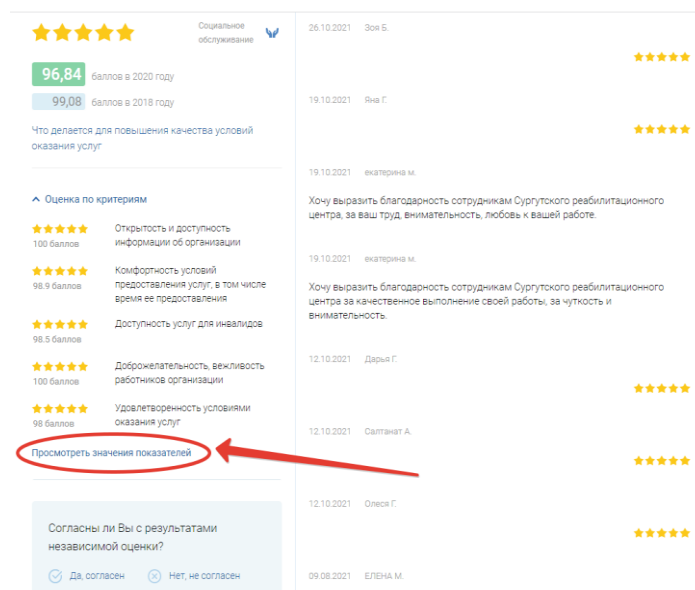 Социальное
обслуживание
96,84 баллов в 2020 году
99,08 баллов в 2018 году
Что делается для повышения качества условий
оказания услуг
Оценка по критериям
100 баллов
Открытость и доступность
информации об организации
98.9 баллов
Комфортность условий
предоставления услуг, в том числе
время ее предоставления
98.5 баллов
Доступность услуг для инвалидов
100 баллов
Доброжелательность, вежливость
работников организации
98 баллов
Удовлетворенность условиями
оказания услуг
Просмотреть значения показателей
Согласны ли Вы с результатами
независимой оценки?
Да, согласен Нет, не согласен
26.10.2021 Зоя Б.
19.10.2021 Яна Г.
19.10.2021 екатерина м.
Хочу выразить благодарность сотрудникам Сургутского реабилитационного
центра, за ваш труд, внимательность, любовь к вашей работе.
19.10.2021 екатерина м.
Хочу выразить благодарность сотрудникам Сургутского реабилитационного
центра за качественное выполнение своей работы, за чуткость и
внимательность.
12.10.2021 Дарья Г.
12.10.2021 Салтанат А.
12.10.2021 Олеся Г.
09.08.2021 ЕЛЕНА М.